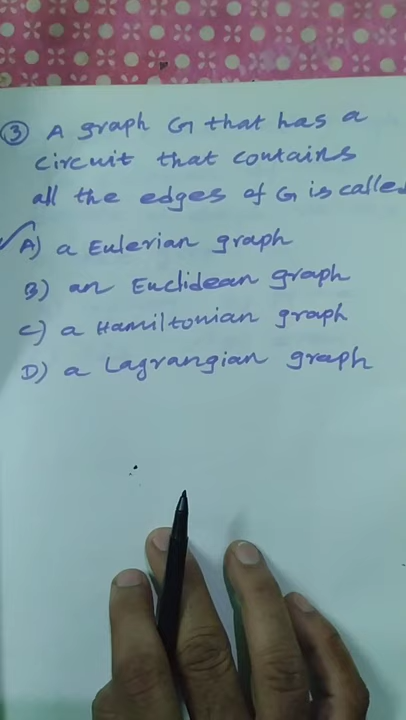 ③ A graph G that has a
circuit that contains
all the edges of G is called
✓A) a Eulerian graph
B) an Euclidean graph
C) a Hamiltonian graph
D) a Lagrangian graph